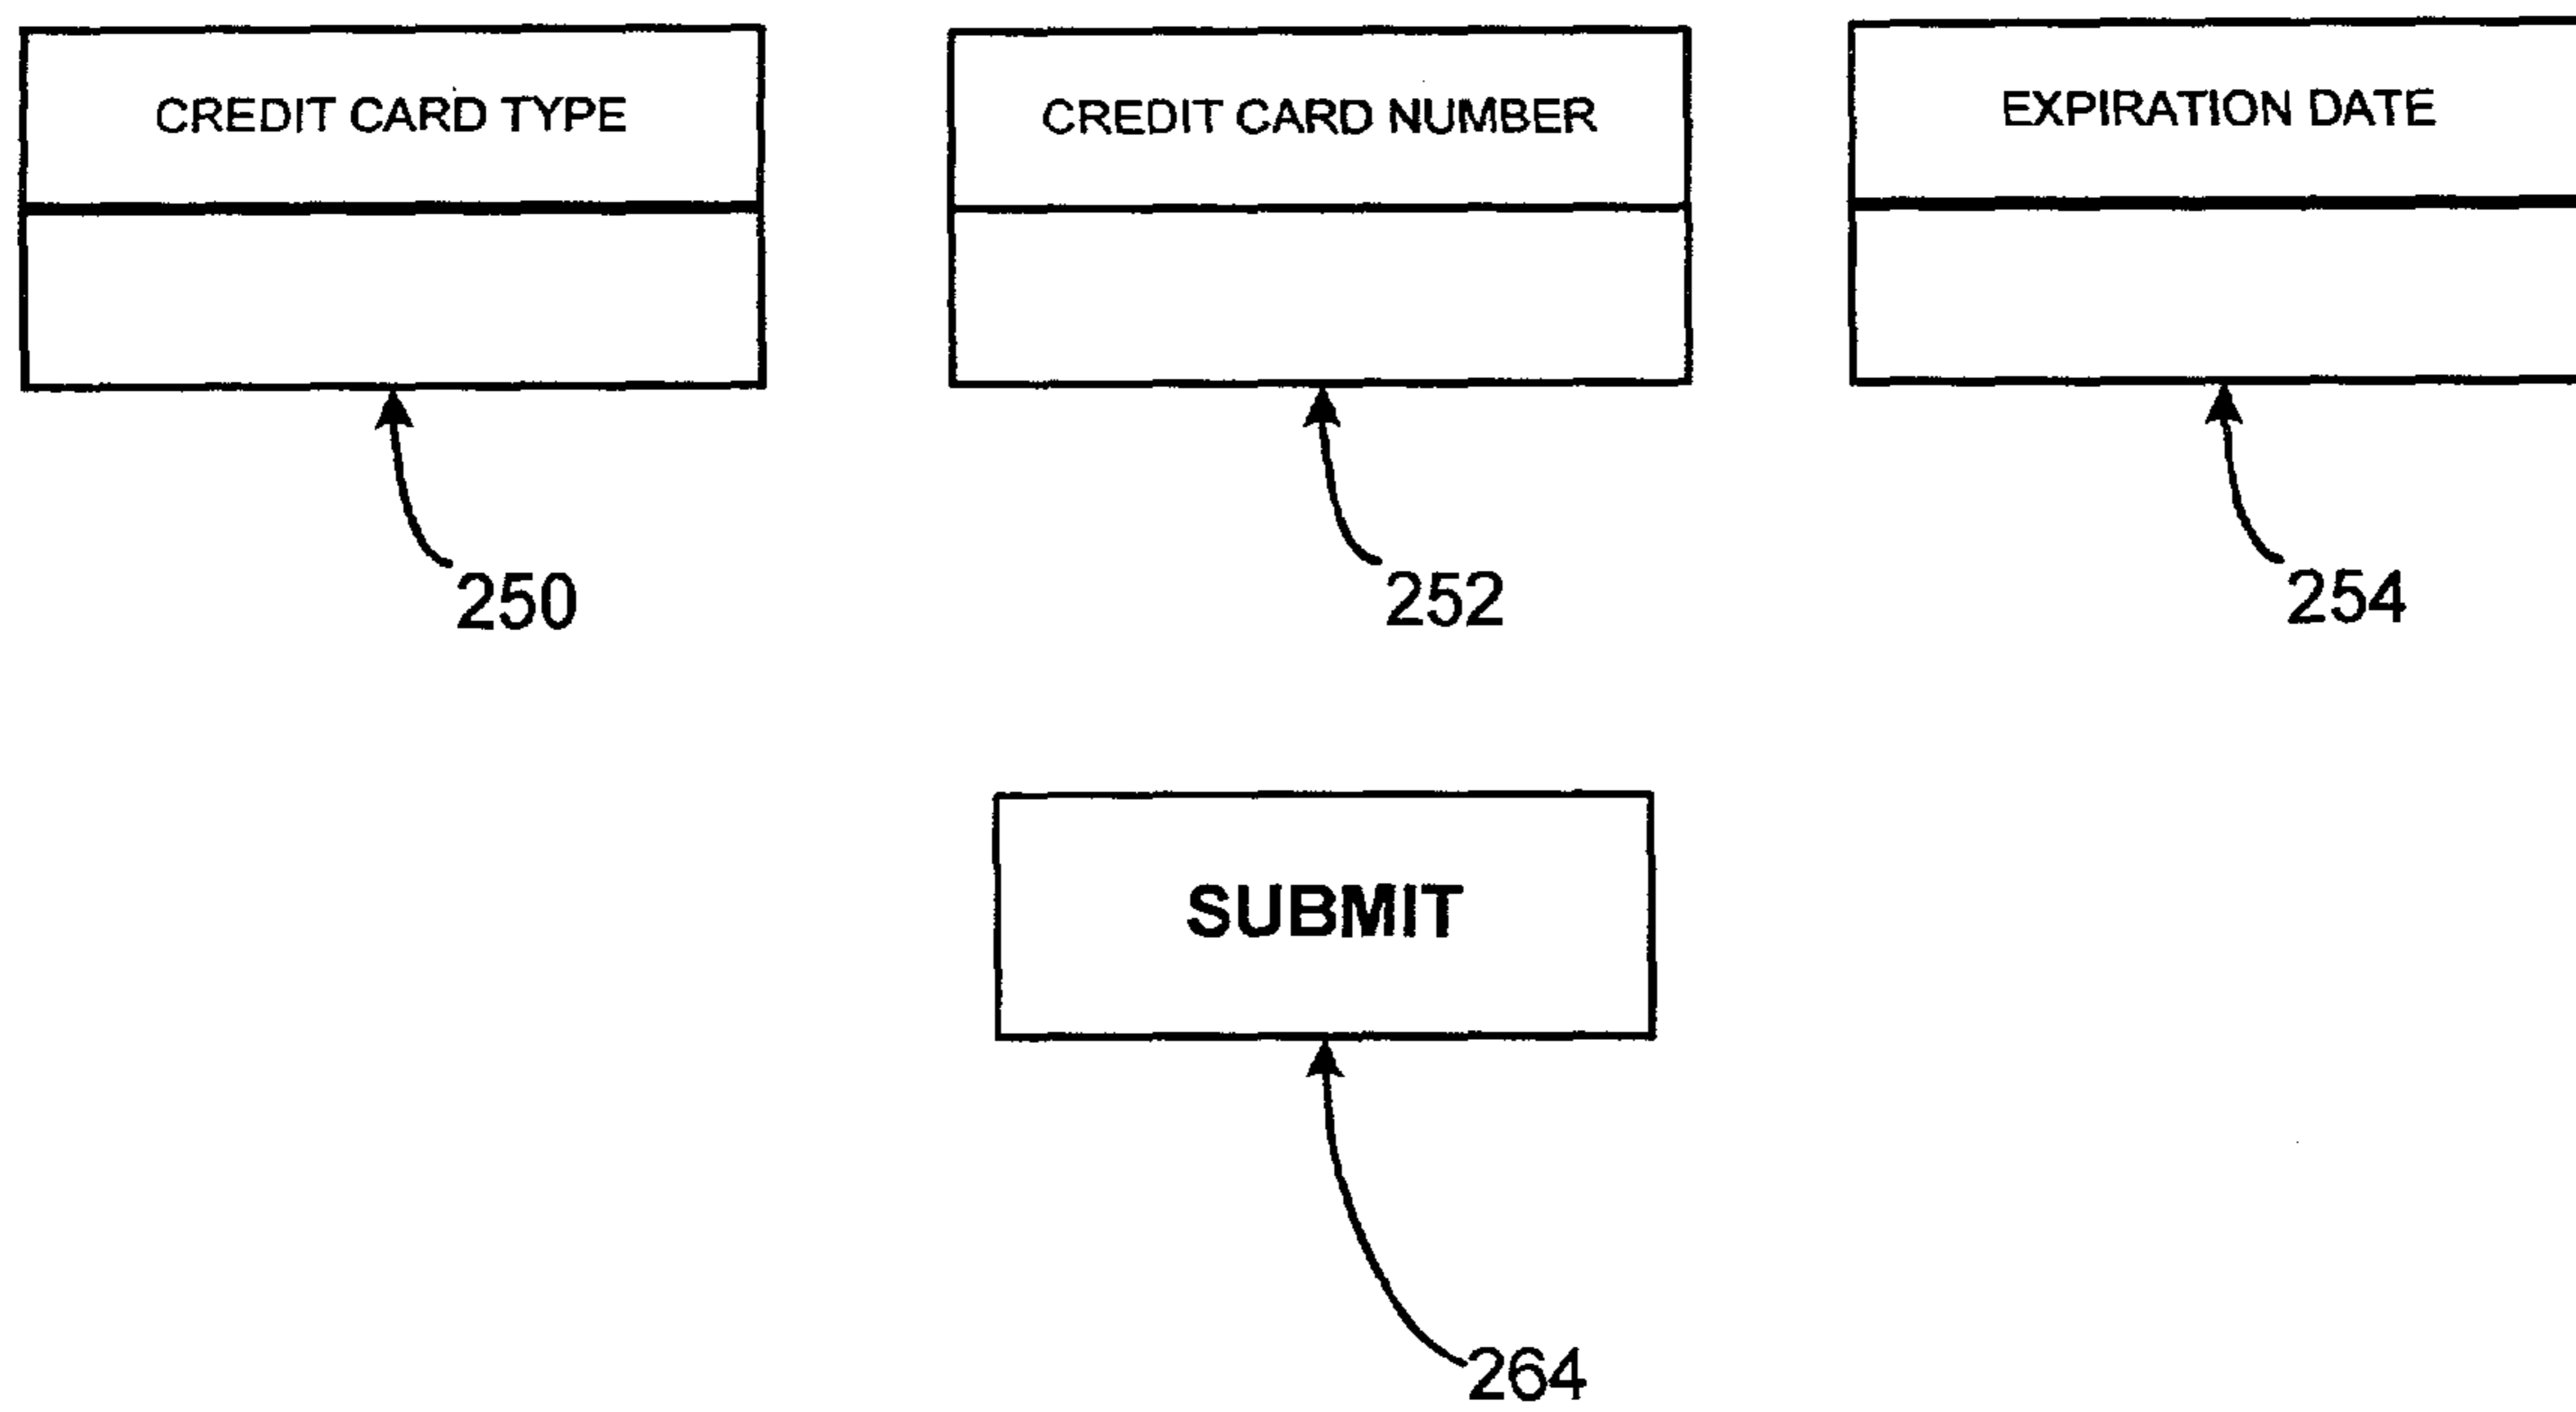 CREDIT CARD TYPE
CREDIT CARD NUMBER
EXPIRATION DATE
250
252
254
SUBMIT
264